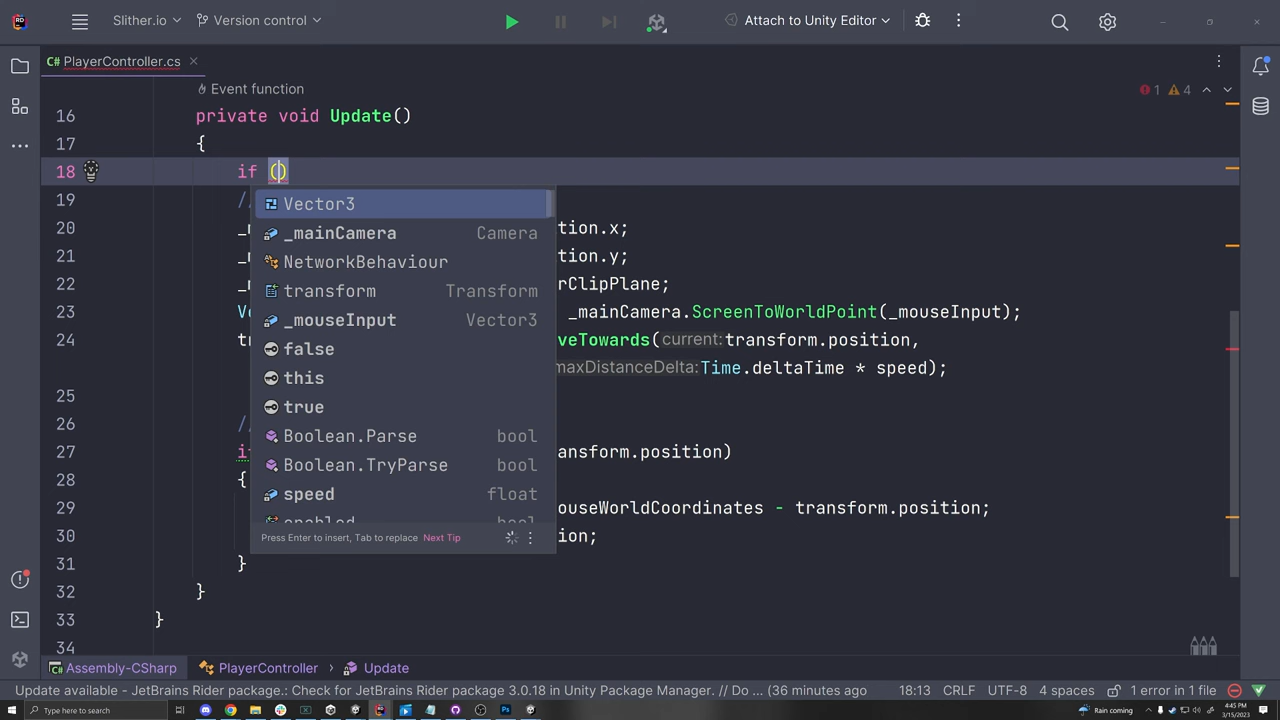 Slither.io
Version control
Attach to Unity Editor
C# PlayerController.cs
Event function
1 4
16 private void Update()
17 {
18 if ()
19 /
20 _ tion.x;
21 _ tion.y;
22 _ rClipPlane;
23 Ve _mainCamera.ScreenToWorldPoint(_mouseInput);
24 tr veTowards(current:transform.position,
maxDistanceDelta:Time.deltaTime * speed);
25
26 /
27 i ansform.position)
28 {
29 ouseWorldCoordinates - transform.position;
30 ion;
31 }
32 }
33 }
34
Vector3
_mainCamera Camera
NetworkBehaviour
transform Transform
_mouseInput Vector3
false
this
true
Boolean.Parse bool
Boolean.TryParse bool
speed float
enabled bool
Press Enter to insert, Tab to replace Next Tip
C# Assembly-CSharp PlayerController › Update
Update available - JetBrains Rider package.: Check for JetBrains Rider package 3.0.18 in Unity Package Manager. // Do ... (36 minutes ago 18:13 CRLF UTF-8 4 spaces 1 error in 1 file
Type here to search
Rain coming
4:45 PM
3/15/2023